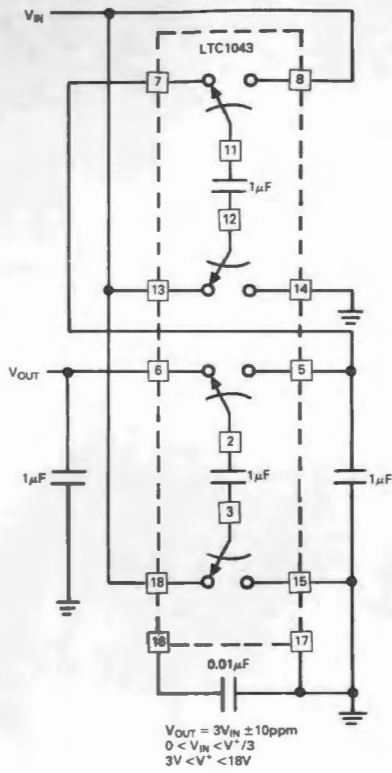 VIN
LTC1043
7
8
11
1µF
12
13
14
VOUT
6
5
2
1µF
1µF
1µF
3
18
15
16
17
0.01µF
VOUT = 3VIN ±10ppm
0 < VIN < V+/3
3V < V+ < 18V